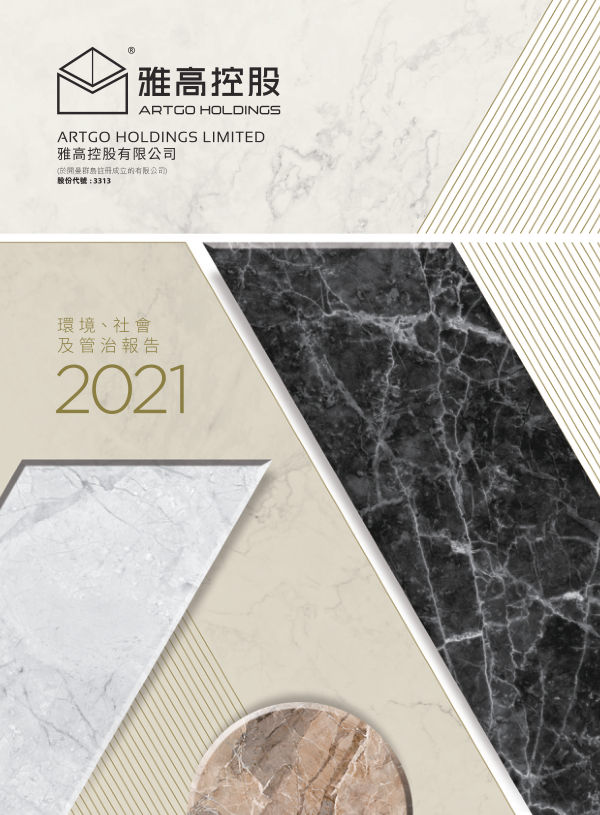 ®
雅高控股
ARTGO HOLDINGS
ARTGO HOLDINGS LIMITED
雅高控股有限公司
(於開曼群島註冊成立的有限公司)
股份代號 : 3313
環境、社會
及管治報告
2021